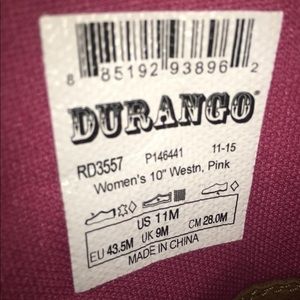 8 85192 93896 2
DURANGO®
RD3557 P146441 11-15
Women's 10" Westn, Pink
US 11M
EU 43.5M UK 9M CM 28.0M
MADE IN CHINA